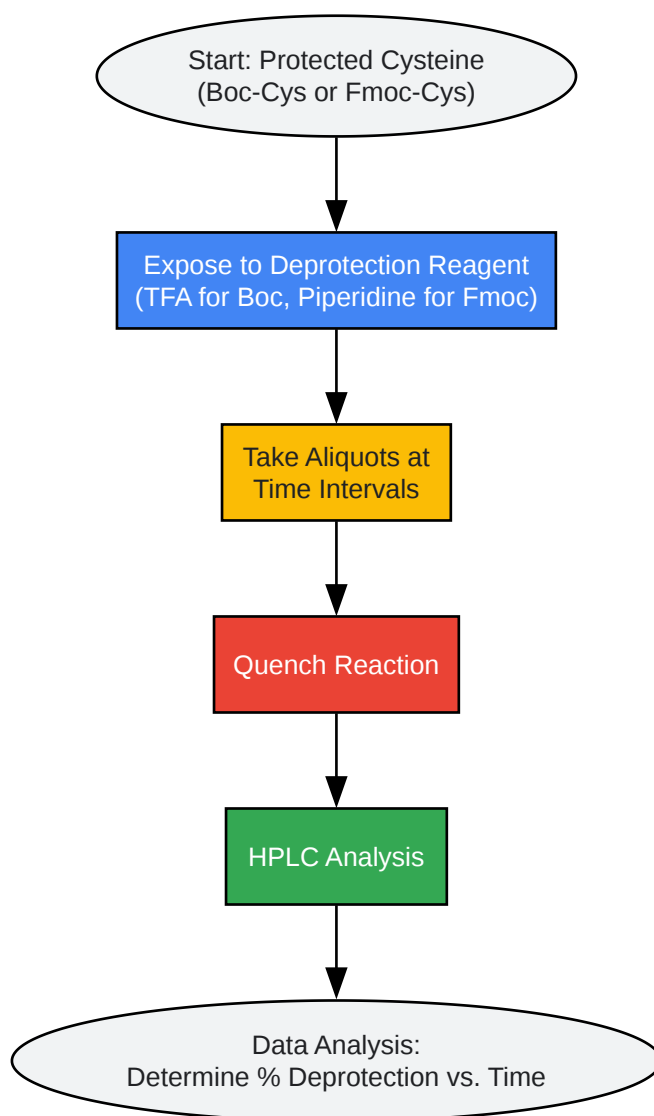 Start: Protected Cysteine
(Boc-Cys or Fmoc-Cys)
Expose to Deprotection Reagent
(TFA for Boc, Piperidine for Fmoc)
Take Aliquots at
Time Intervals
Quench Reaction
HPLC Analysis
Data Analysis:
Determine % Deprotection vs. Time